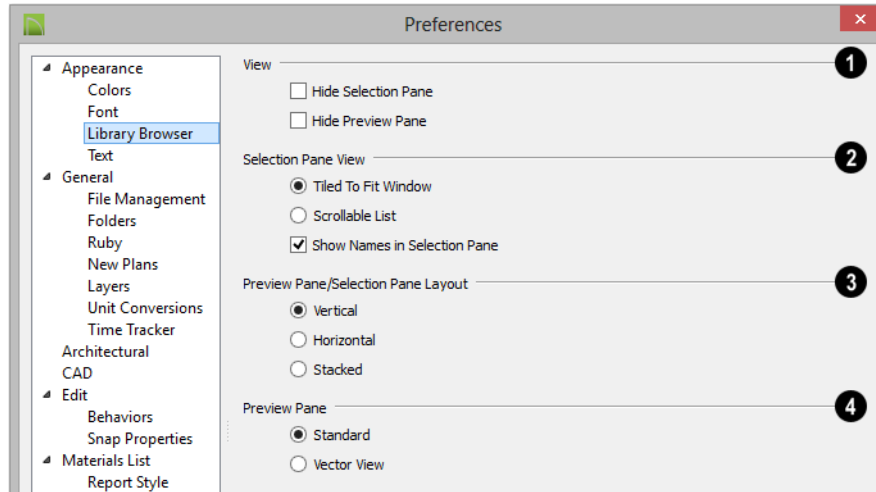 Preferences
Appearance
Colors
Font
Library Browser
Text
General
File Management
Folders
Ruby
New Plans
Layers
Unit Conversions
Time Tracker
Architectural
CAD
Edit
Behaviors
Snap Properties
Materials List
Report Style
View 1
Hide Selection Pane
Hide Preview Pane
Selection Pane View 2
Tiled To Fit Window
Scrollable List
Show Names in Selection Pane
Preview Pane/Selection Pane Layout 3
Vertical
Horizontal
Stacked
Preview Pane 4
Standard
Vector View